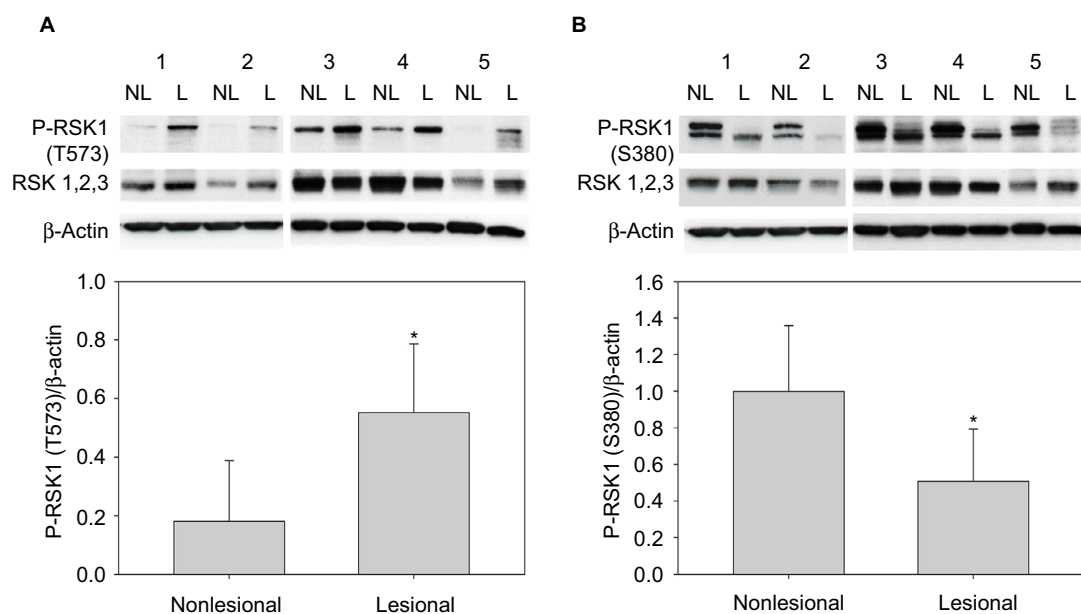 A
1 2 3 4 5
NL L NL L NL L NL L NL L
P-RSK1
(T573)
RSK 1,2,3
β-Actin
P-RSK1 (T573)/β-actin
1.0
0.8
0.6
0.4
0.2
0.0
*
Nonlesional Lesional
B
1 2 3 4 5
NL L NL L NL L NL L NL L
P-RSK1
(S380)
RSK 1,2,3
β-Actin
P-RSK1 (S380)/β-actin
1.6
1.4
1.2
1.0
0.8
0.6
0.4
0.2
0.0
*
Nonlesional Lesional